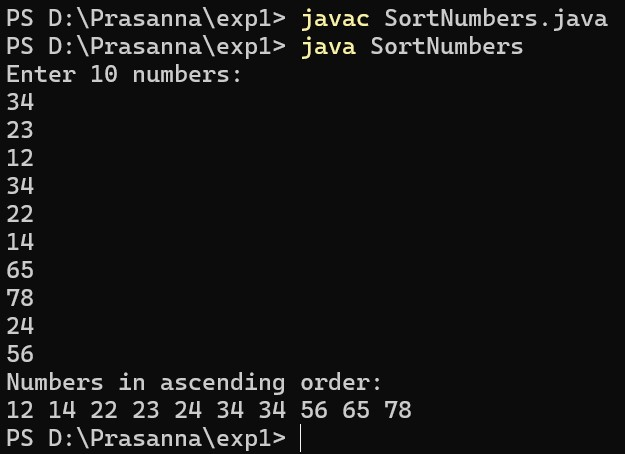 PS D:\Prasanna\exp1> javac SortNumbers.java
PS D:\Prasanna\exp1> java SortNumbers
Enter 10 numbers:
34
23
12
34
22
14
65
78
24
56
Numbers in ascending order:
12 14 22 23 24 34 34 56 65 78
PS D:\Prasanna\exp1>